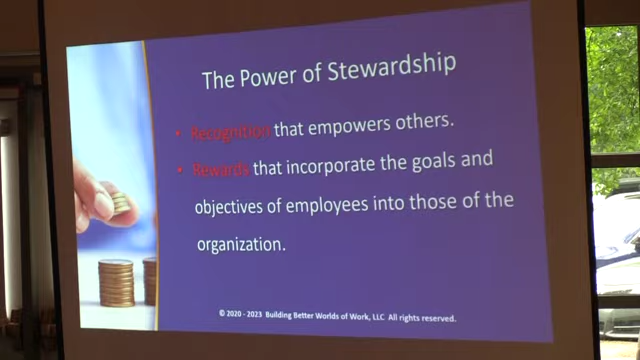 The Power of Stewardship
• Recognition that empowers others.
• Rewards that incorporate the goals and
objectives of employees into those of the
organization.
© 2020 - 2023 Building Better Worlds of Work, LLC All rights reserved.